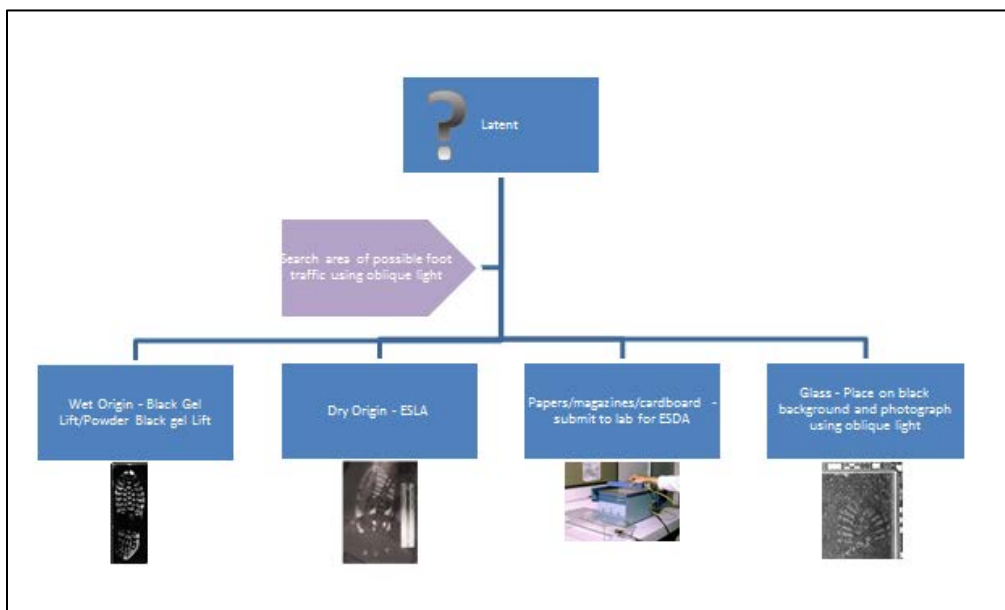 Latent
Search area of possible foot
traffic using oblique light
Wet Origin - Black Gel
Lift/Powder Black gel Lift
Dry Origin - ESLA
Papers/magazines/cardboard -
submit to lab for ESDA
Glass - Place on black
background and photograph
using oblique light